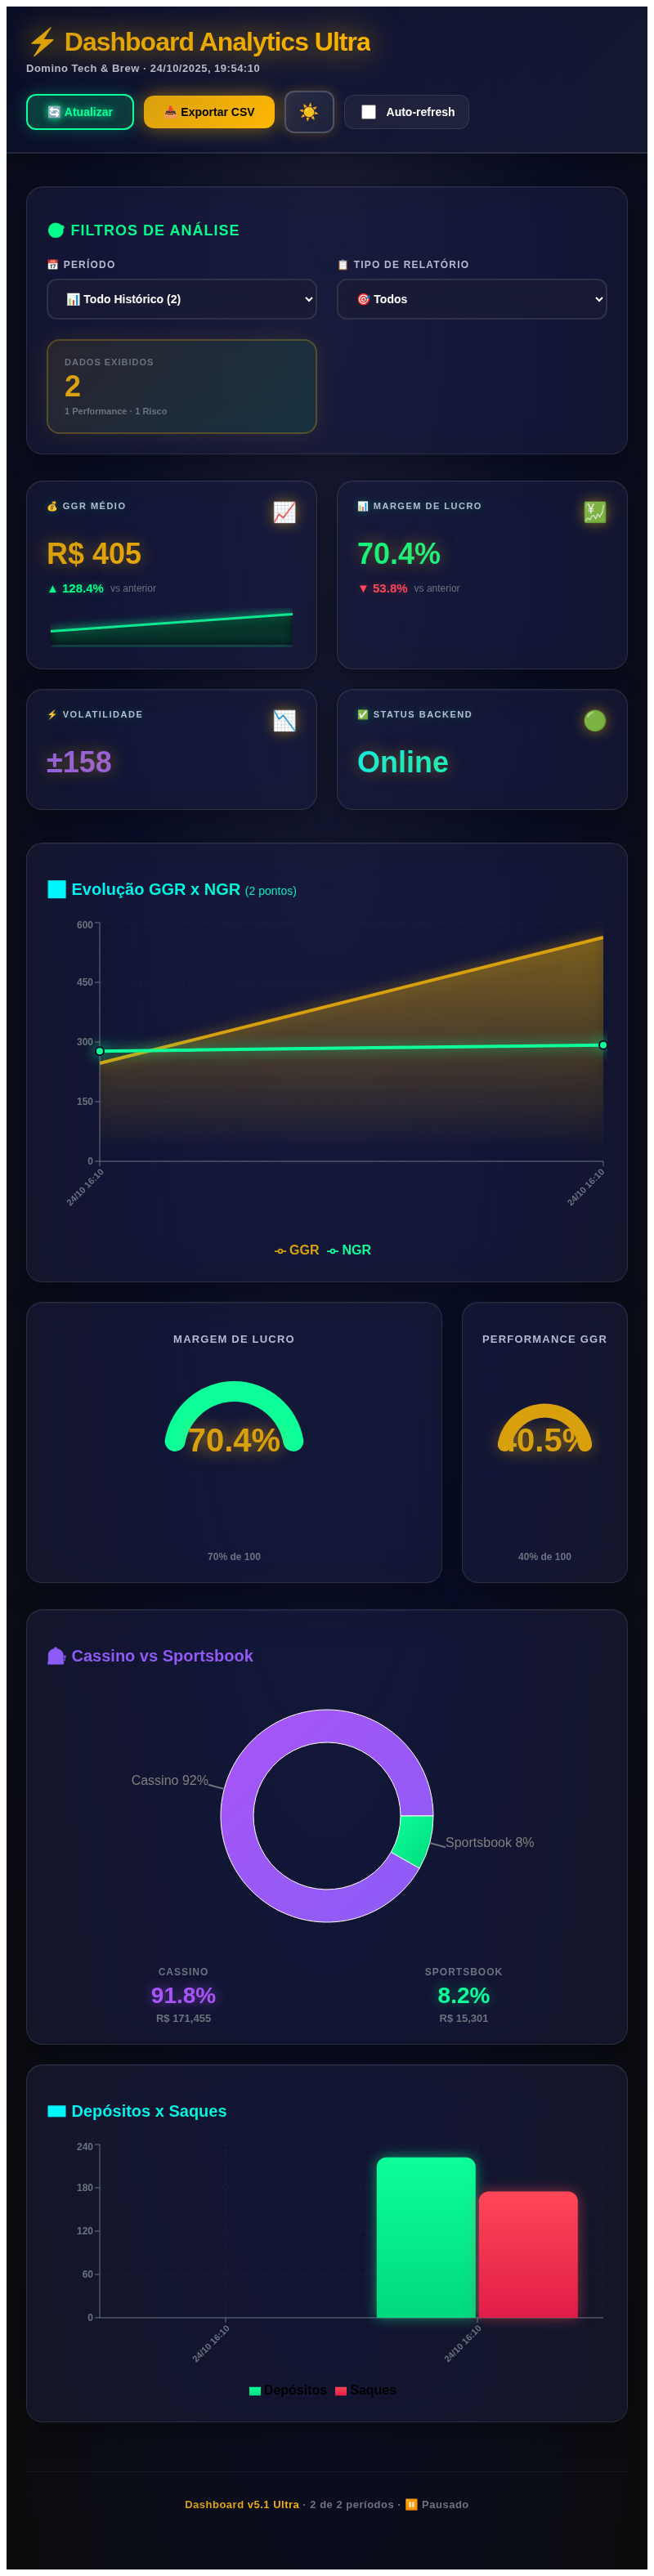 ⚡ Dashboard Analytics Ultra
Domino Tech & Brew · 24/10/2025, 19:54:10
🔄 Atualizar
📥 Exportar CSV
☀️
Auto-refresh
FILTROS DE ANÁLISE
📅 PERÍODO
📋 TIPO DE RELATÓRIO
📊 Todo Histórico (2)
🎯 Todos
DADOS EXIBIDOS
2
1 Performance · 1 Risco
💰 GGR MÉDIO
📈
R$ 405
▲ 128.4% vs anterior
📊 MARGEM DE LUCRO
💹
70.4%
▼ 53.8% vs anterior
⚡ VOLATILIDADE
📉
±158
✅ STATUS BACKEND
🟢
Online
Evolução GGR x NGR (2 pontos)
600
450
300
150
0
24/10 16:10
24/10 16:10
GGR NGR
MARGEM DE LUCRO
70.4%
70% de 100
PERFORMANCE GGR
40.5%
40% de 100
Cassino vs Sportsbook
Cassino 92%
Sportsbook 8%
CASSINO
91.8%
R$ 171,455
SPORTSBOOK
8.2%
R$ 15,301
Depósitos x Saques
240
180
120
60
0
24/10 16:10
24/10 16:10
Depósitos Saques
Dashboard v5.1 Ultra · 2 de 2 períodos · ⏸️ Pausado